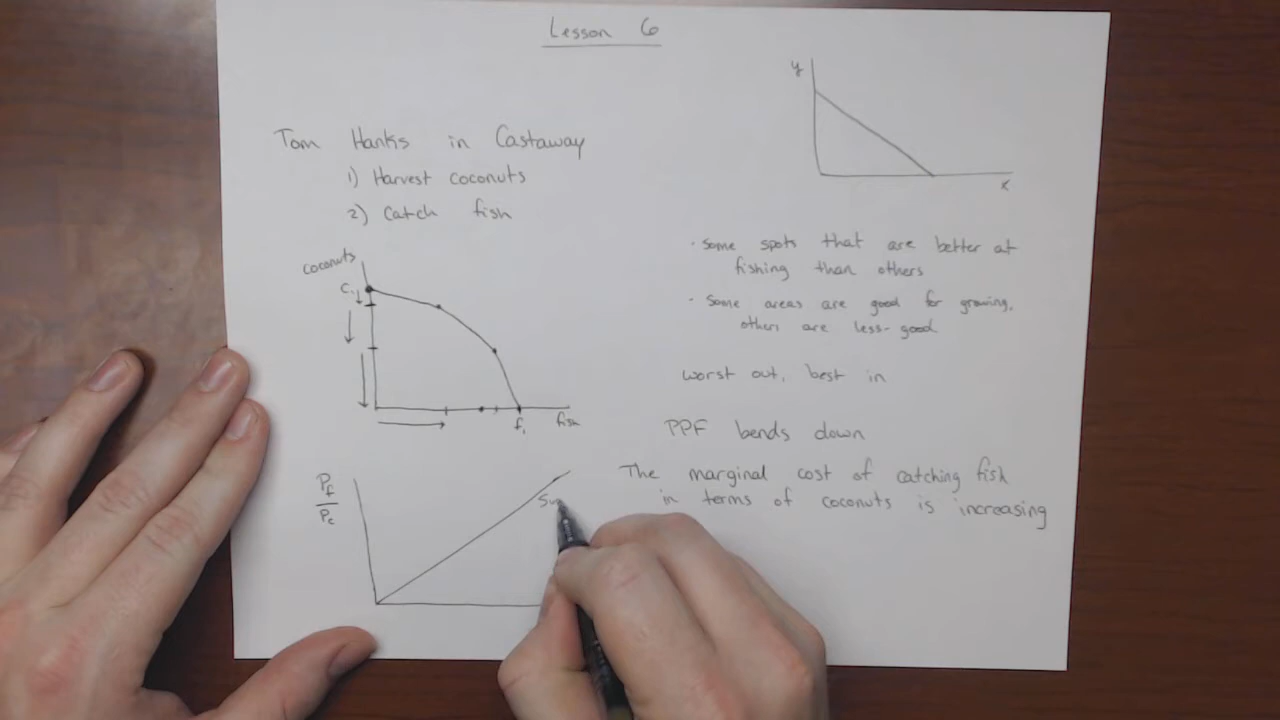 Lesson 6
y
x
Tom Hanks in Castaway
1) Harvest coconuts
2) Catch fish
coconuts
C₁
f₁
fish
· Some spots that are better at
fishing than others
· Some areas are good for growing,
others are less-good
worst out, best in
PPF bends down
The marginal cost of catching fish
in terms of coconuts is increasing
Pf
Pc